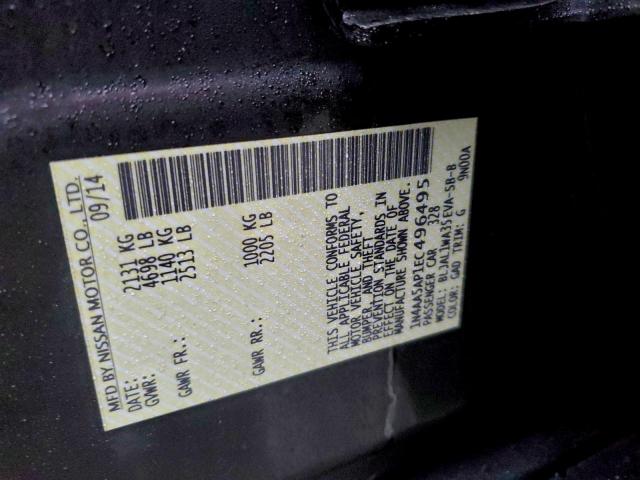 MFD BY NISSAN MOTOR CO., LTD.
DATE: 09/14
GVWR: 2131 KG
4698 LB
GAWR FR.: 1140 KG
2513 LB
GAWR RR.: 1000 KG
2205 LB
THIS VEHICLE CONFORMS TO
ALL APPLICABLE FEDERAL
MOTOR VEHICLE SAFETY,
BUMPER, AND THEFT
PREVENTION STANDARDS IN
EFFECT ON THE DATE OF
MANUFACTURE SHOWN ABOVE.
1N4AA5AP1EC496495
PASSENGER CAR 328
MODEL: BLJALIWA35EVA-SB-B
COLOR: GAD TRIM: G 9N00A